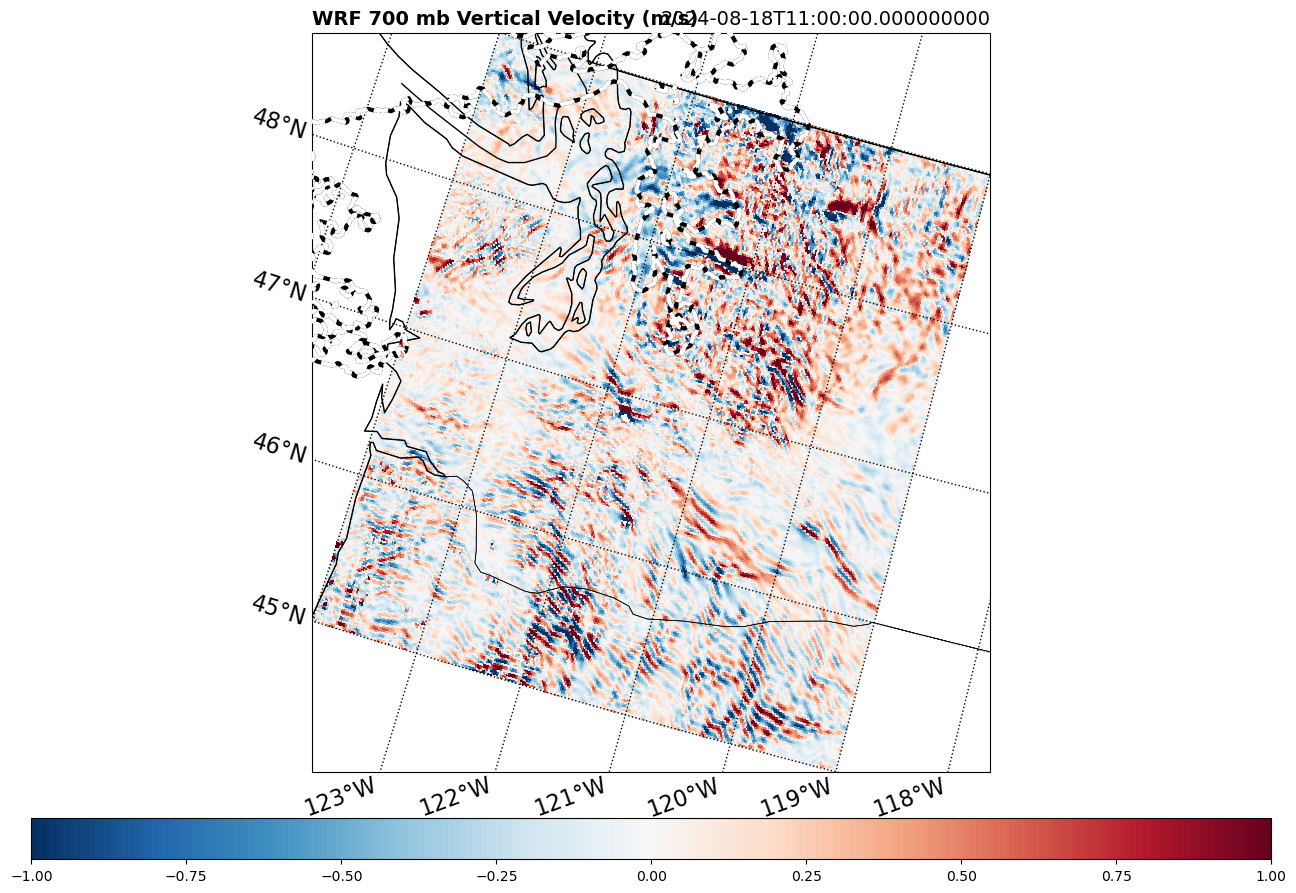 WRF 700 mb Vertical Velocity (m/s) 2024-08-18T11:00:00.000000000
48°N
47°N
46°N
45°N
123°W 122°W 121°W 120°W 119°W 118°W
−1.00 −0.75 −0.50 −0.25 0.00 0.25 0.50 0.75 1.00